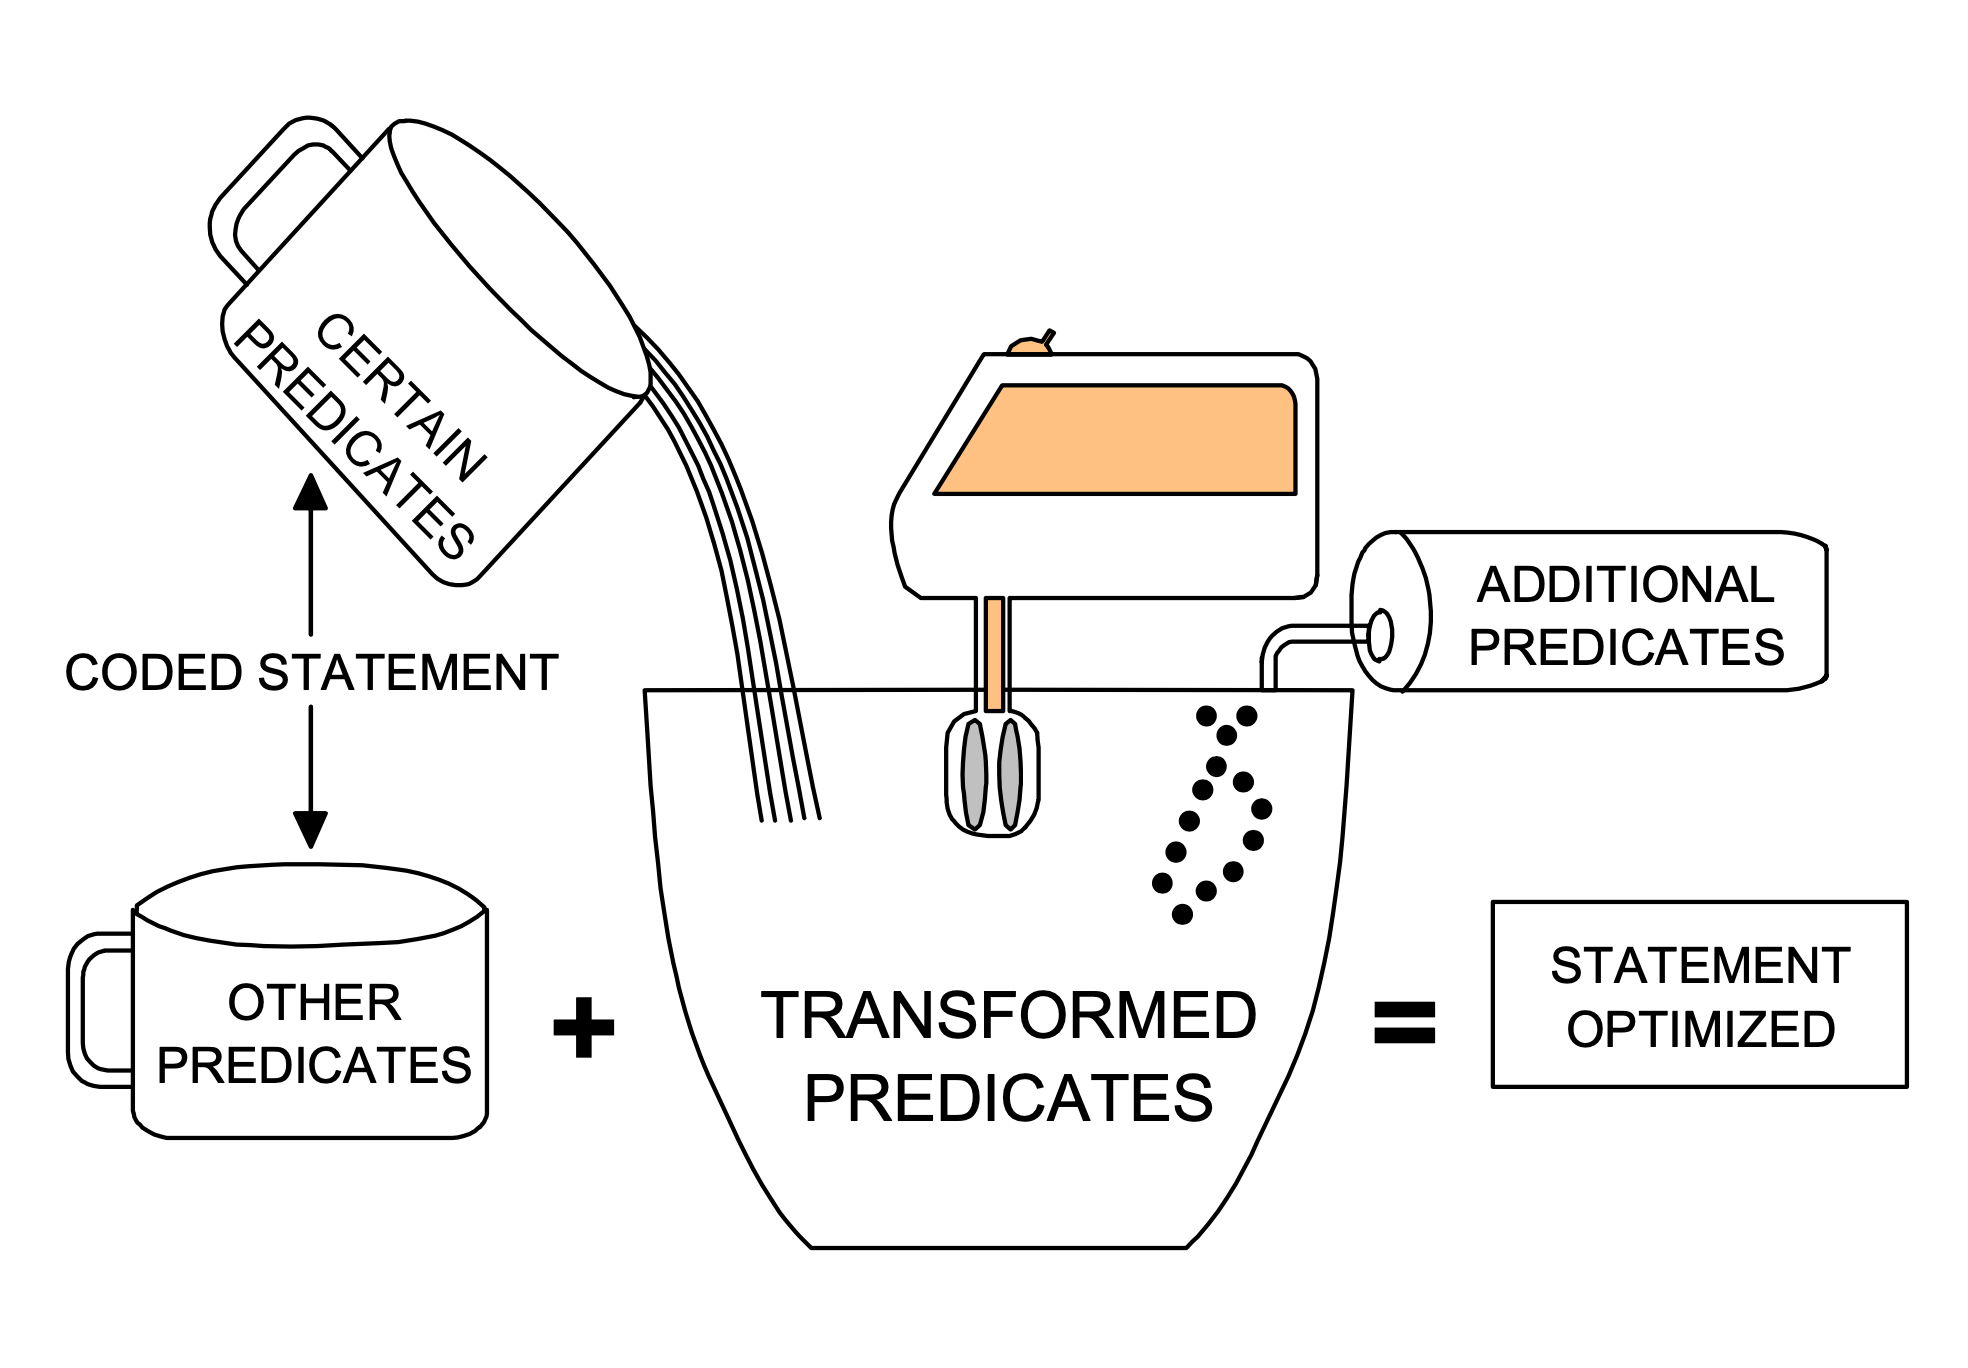 CERTAIN
PREDICATES
CODED STATEMENT
OTHER
PREDICATES
+
TRANSFORMED
PREDICATES
ADDITIONAL
PREDICATES
=
STATEMENT
OPTIMIZED